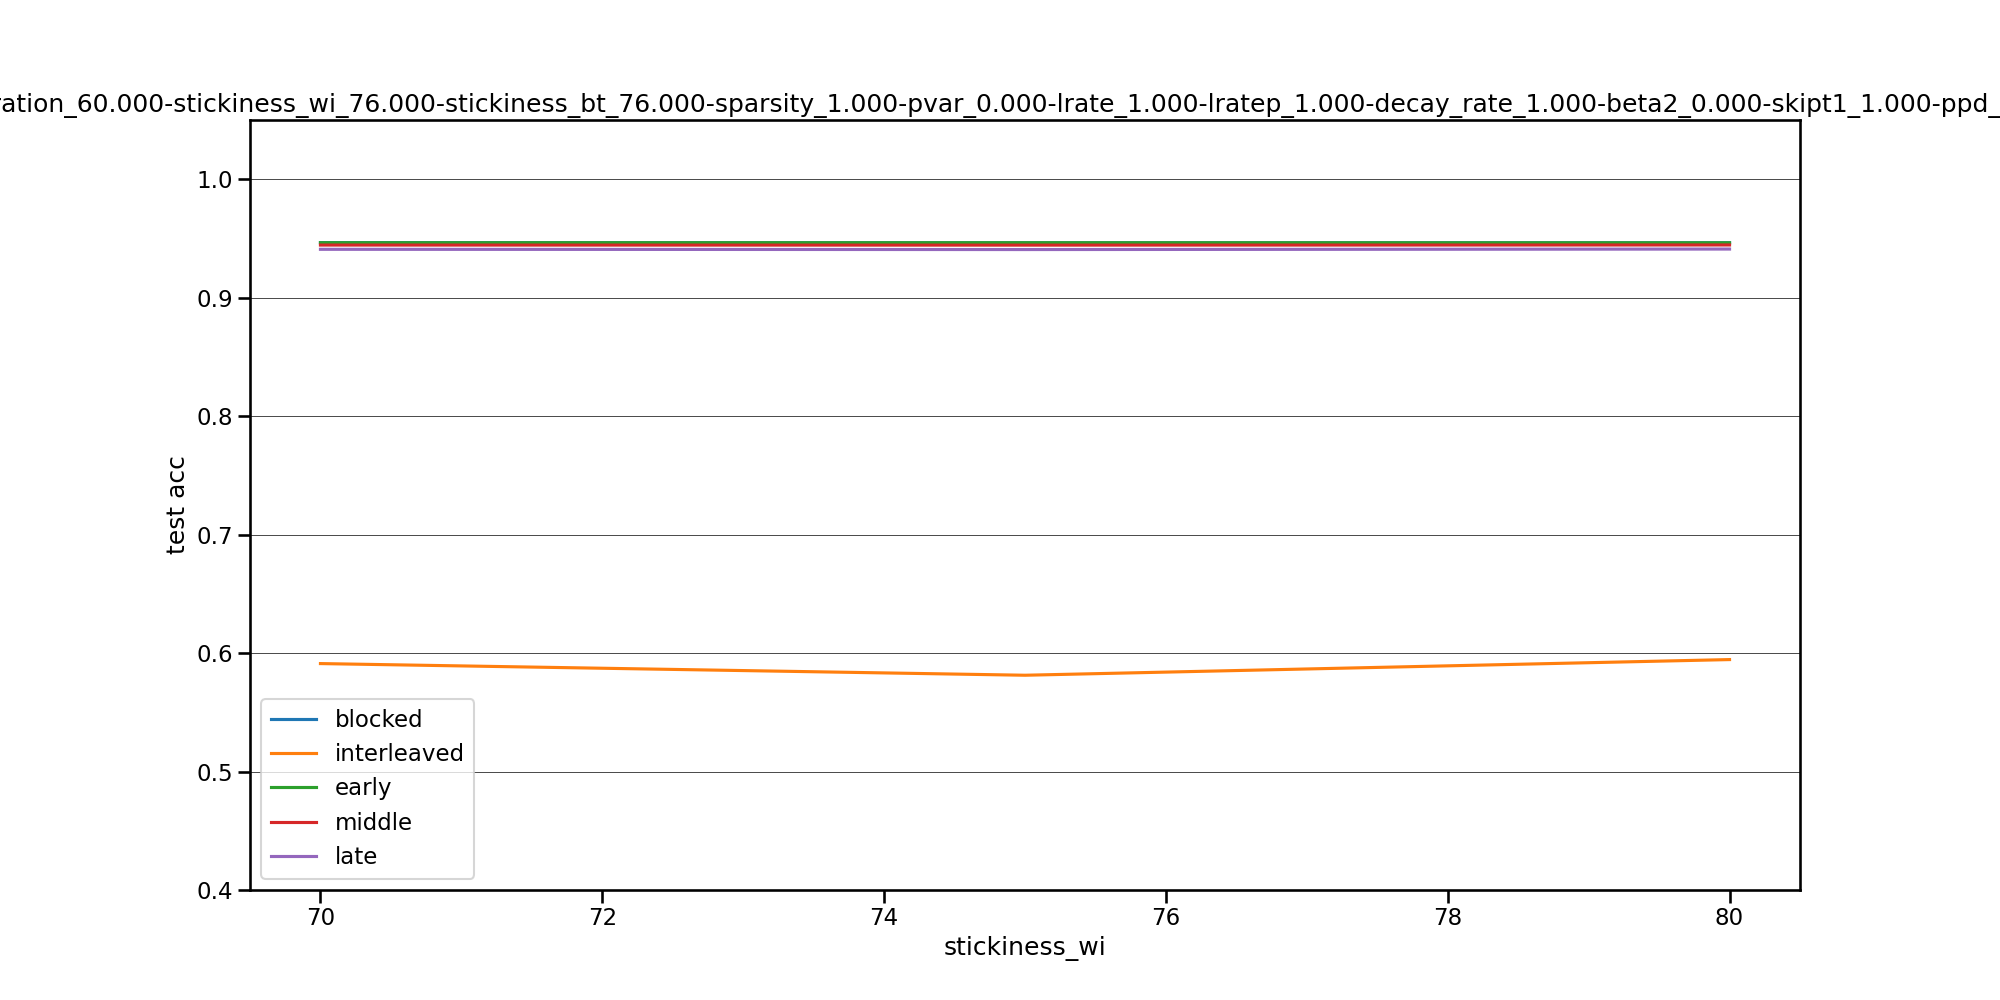 ration_60.000-stickiness_wi_76.000-stickiness_bt_76.000-sparsity_1.000-pvar_0.000-lrate_1.000-lratep_1.000-decay_rate_1.000-beta2_0.000-skipt1_1.000-ppd_
1.0
0.9
0.8
0.7
0.6
0.5
0.4
test acc
blocked
interleaved
early
middle
late
70 72 74 76 78 80
stickiness_wi